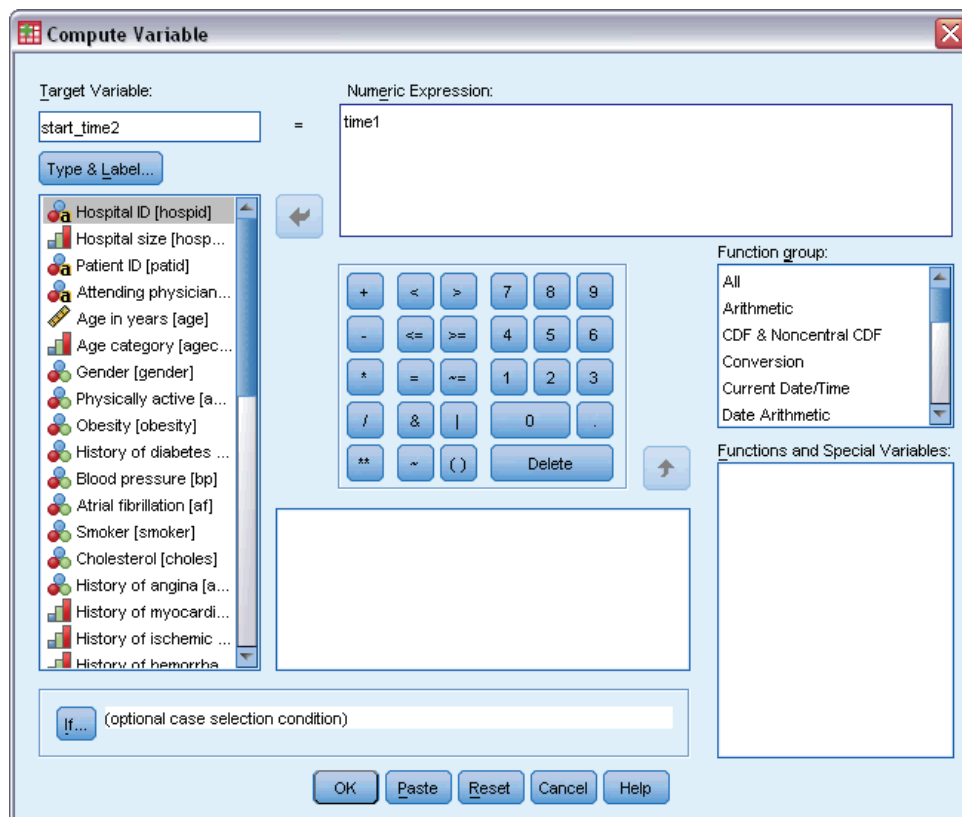 Compute Variable
Target Variable:
start_time2
=
Numeric Expression:
time1
Type & Label...
Hospital ID [hospid]
Hospital size [hosp...
Patient ID [patid]
Attending physician...
Age in years [age]
Age category [agec...
Gender [gender]
Physically active [a...
Obesity [obesity]
History of diabetes ...
Blood pressure [bp]
Atrial fibrillation [af]
Smoker [smoker]
Cholesterol [choles]
History of angina [a...
History of myocardi...
History of ischemic ...
History of hemorrha
+ < > 7 8 9
- <= >= 4 5 6
* = ~= 1 2 3
/ & | 0 .
** ~ ( ) Delete
Function group:
All
Arithmetic
CDF & Noncentral CDF
Conversion
Current Date/Time
Date Arithmetic
Functions and Special Variables:
If... (optional case selection condition)
OK Paste Reset Cancel Help